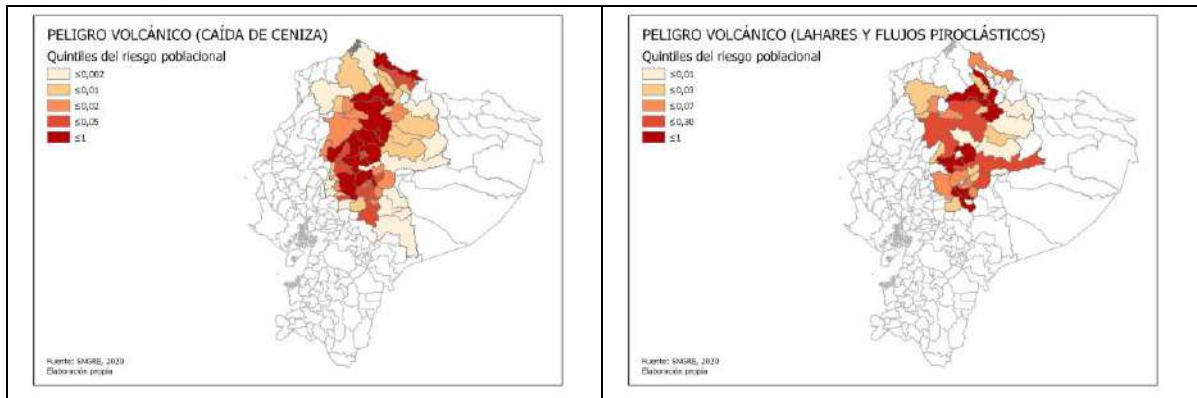 PELIGRO VOLCÁNICO (CAÍDA DE CENIZA)
Quintiles del riesgo poblacional
≤0,002
≤0,01
≤0,02
≤0,05
≤1
Fuente: SNGRE, 2020
Elaboración propia
PELIGRO VOLCÁNICO (LAHARES Y FLUJOS PIROCLÁSTICOS)
Quintiles del riesgo poblacional
≤0,01
≤0,03
≤0,07
≤0,30
≤1
Fuente: SNGRE, 2020
Elaboración propia